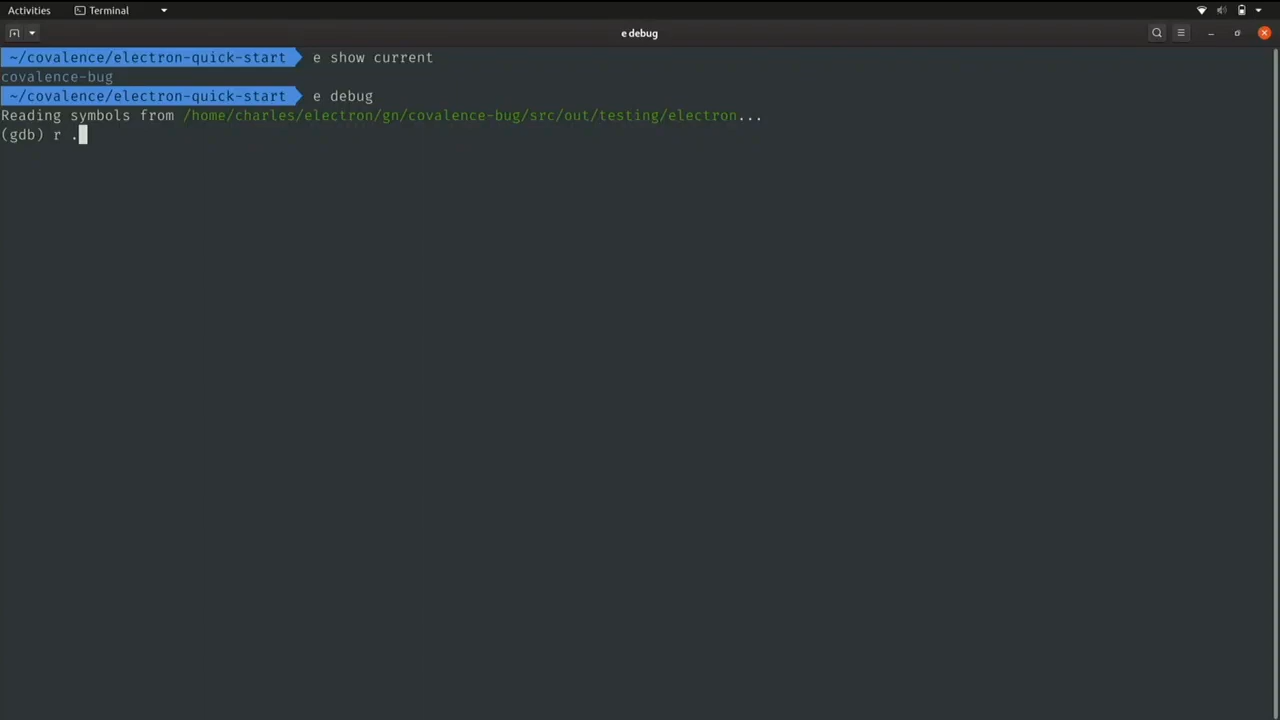 Activities Terminal
e debug
~/covalence/electron-quick-start e show current
covalence-bug
~/covalence/electron-quick-start e debug
Reading symbols from /home/charles/electron/gn/covalence-bug/src/out/testing/electron...
(gdb) r .